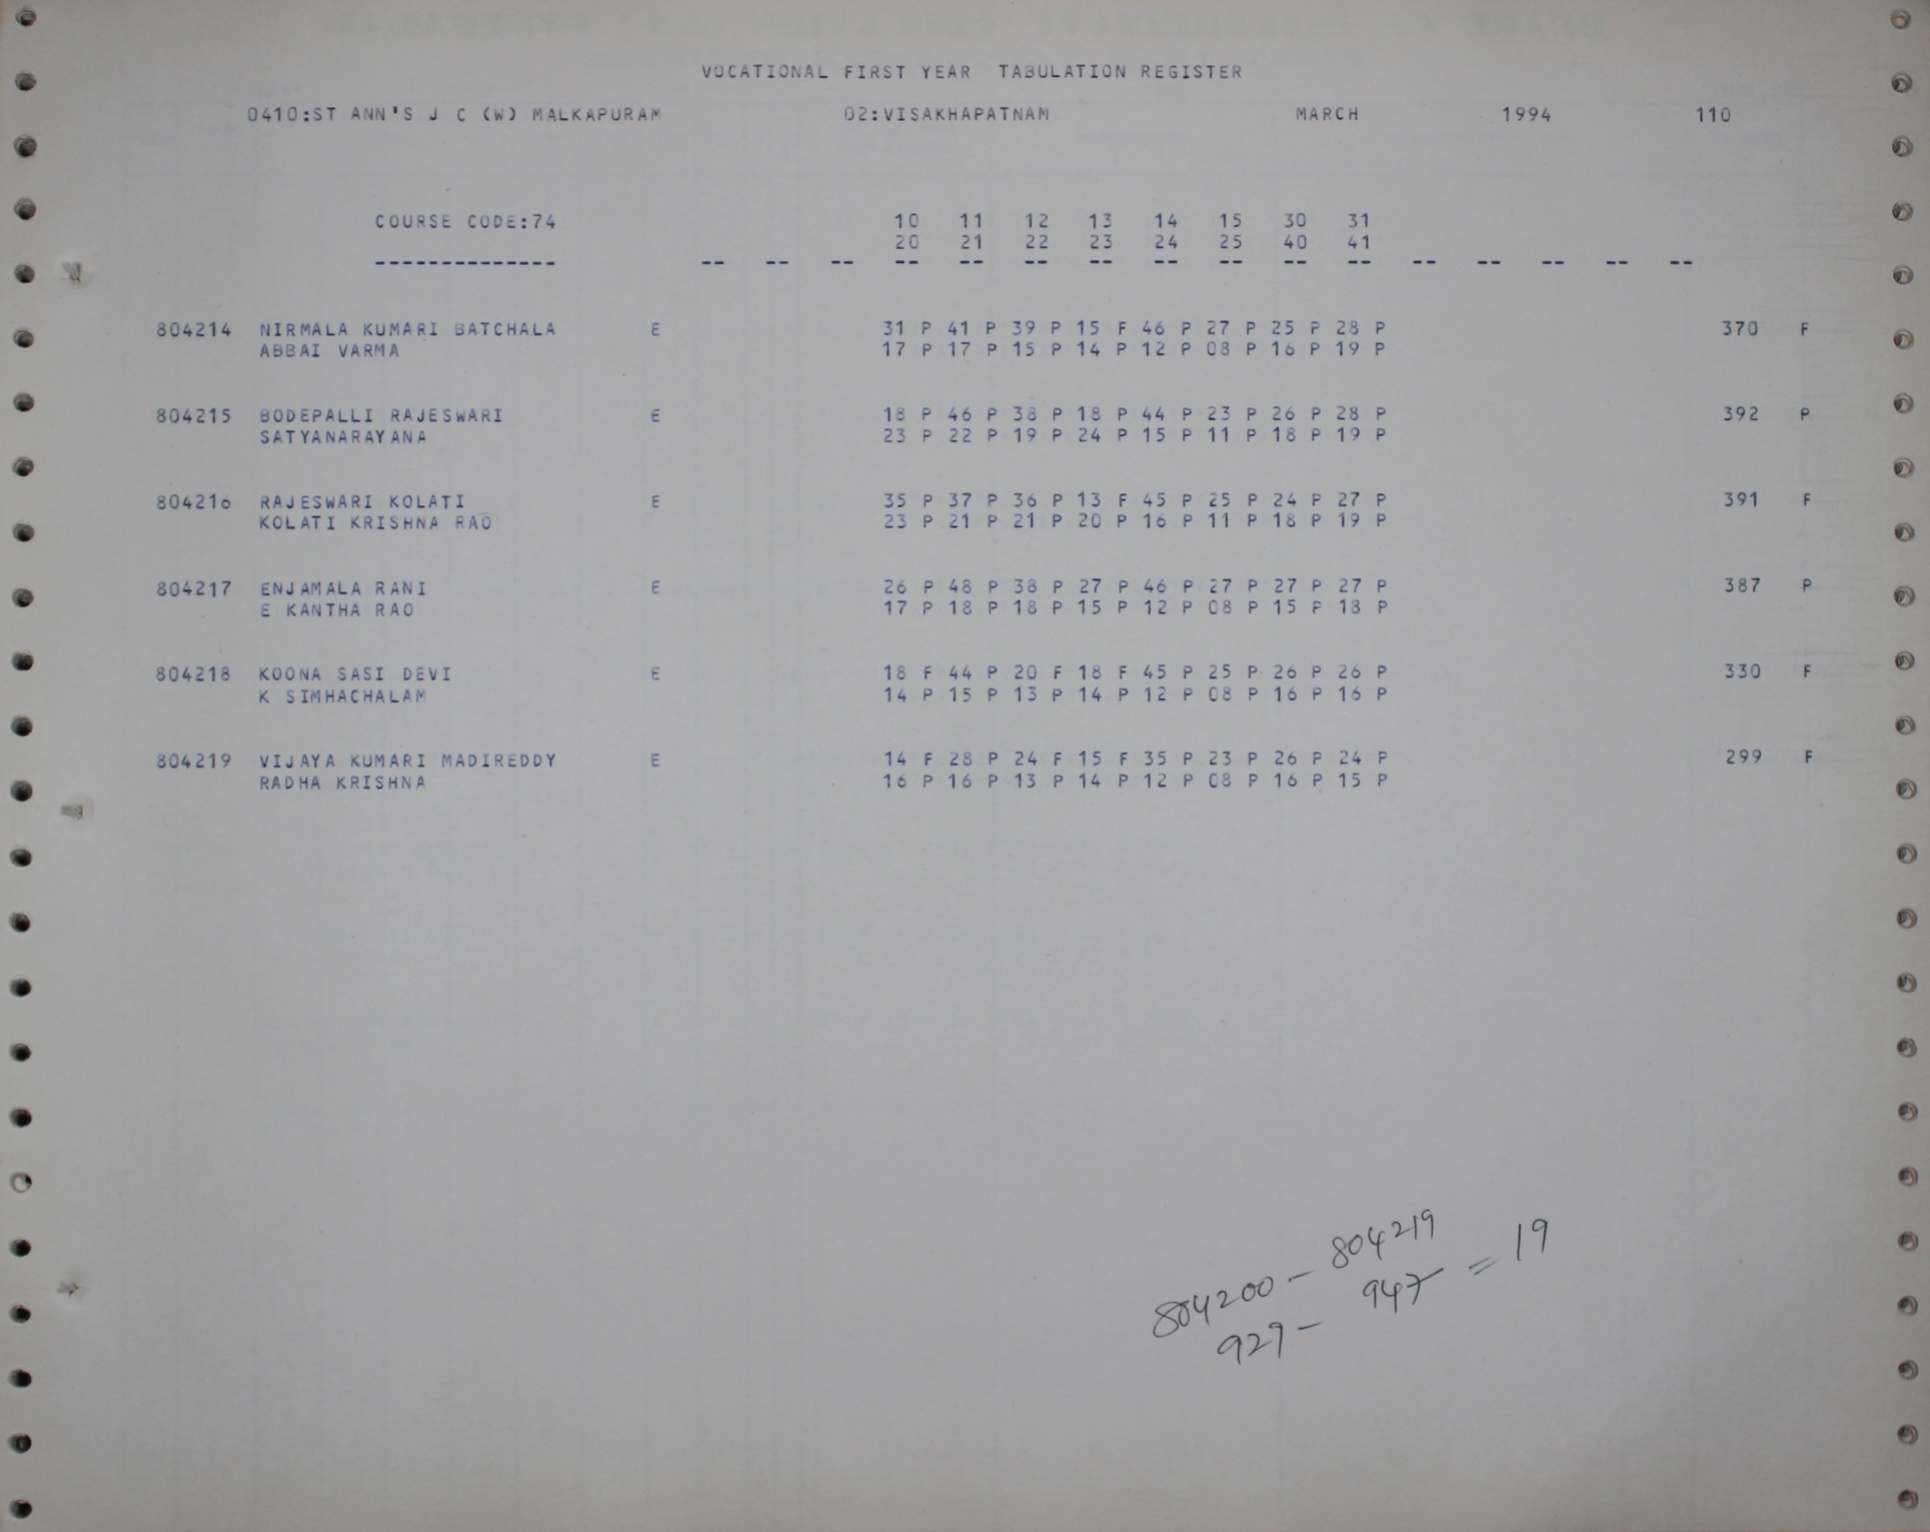 VOCATIONAL FIRST YEAR TABULATION REGISTER
0410:ST ANN'S J C (W) MALKAPURAM 02:VISAKHAPATNAM MARCH 1994 110
COURSE CODE:74 10 11 12 13 14 15 30 31
20 21 22 23 24 25 40 41
-------------- -- -- -- -- -- -- -- -- -- -- -- -- -- -- -- --
804214 NIRMALA KUMARI BATCHALA E 31 P 41 P 39 P 15 F 46 P 27 P 25 P 28 P 370 F
ABBAI VARMA 17 P 17 P 15 P 14 P 12 P 08 P 16 P 19 P
804215 BODEPALLI RAJESWARI E 18 P 46 P 38 P 18 P 44 P 23 P 26 P 28 P 392 P
SATYANARAYANA 23 P 22 P 19 P 24 P 15 P 11 P 18 P 19 P
804216 RAJESWARI KOLATI E 35 P 37 P 36 P 13 F 45 P 25 P 24 P 27 P 391 F
KOLATI KRISHNA RAO 23 P 21 P 21 P 20 P 16 P 11 P 18 P 19 P
804217 ENJAMALA RANI E 26 P 48 P 38 P 27 P 46 P 27 P 27 P 27 P 387 P
E KANTHA RAO 17 P 18 P 18 P 15 P 12 P 08 P 15 P 18 P
804218 KOONA SASI DEVI E 18 F 44 P 20 F 18 F 45 P 25 P 26 P 26 P 330 F
K SIMHACHALAM 14 P 15 P 13 P 14 P 12 P 08 P 16 P 16 P
804219 VIJAYA KUMARI MADIREDDY E 14 F 28 P 24 F 15 F 35 P 23 P 26 P 24 P 299 F
RADHA KRISHNA 16 P 16 P 13 P 14 P 12 P 08 P 16 P 15 P
804200 - 804219
929 - 947 = 19